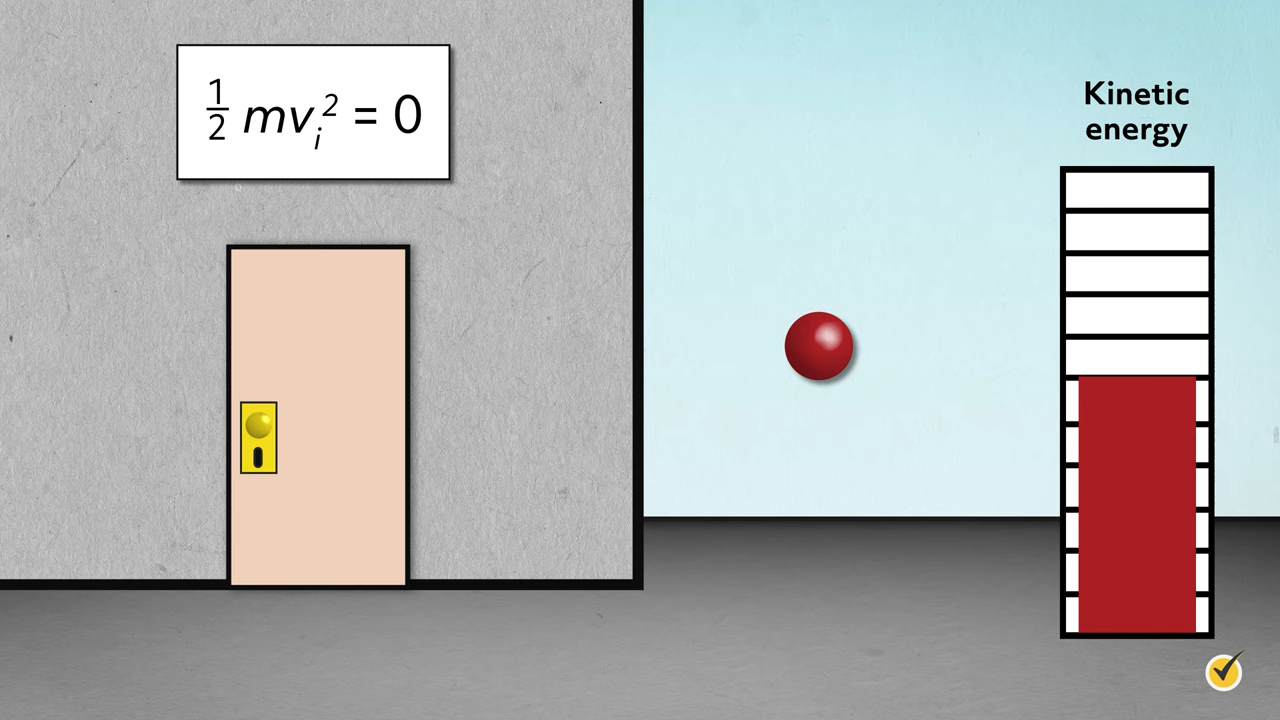 ½ mvᵢ² = 0
Kinetic
energy